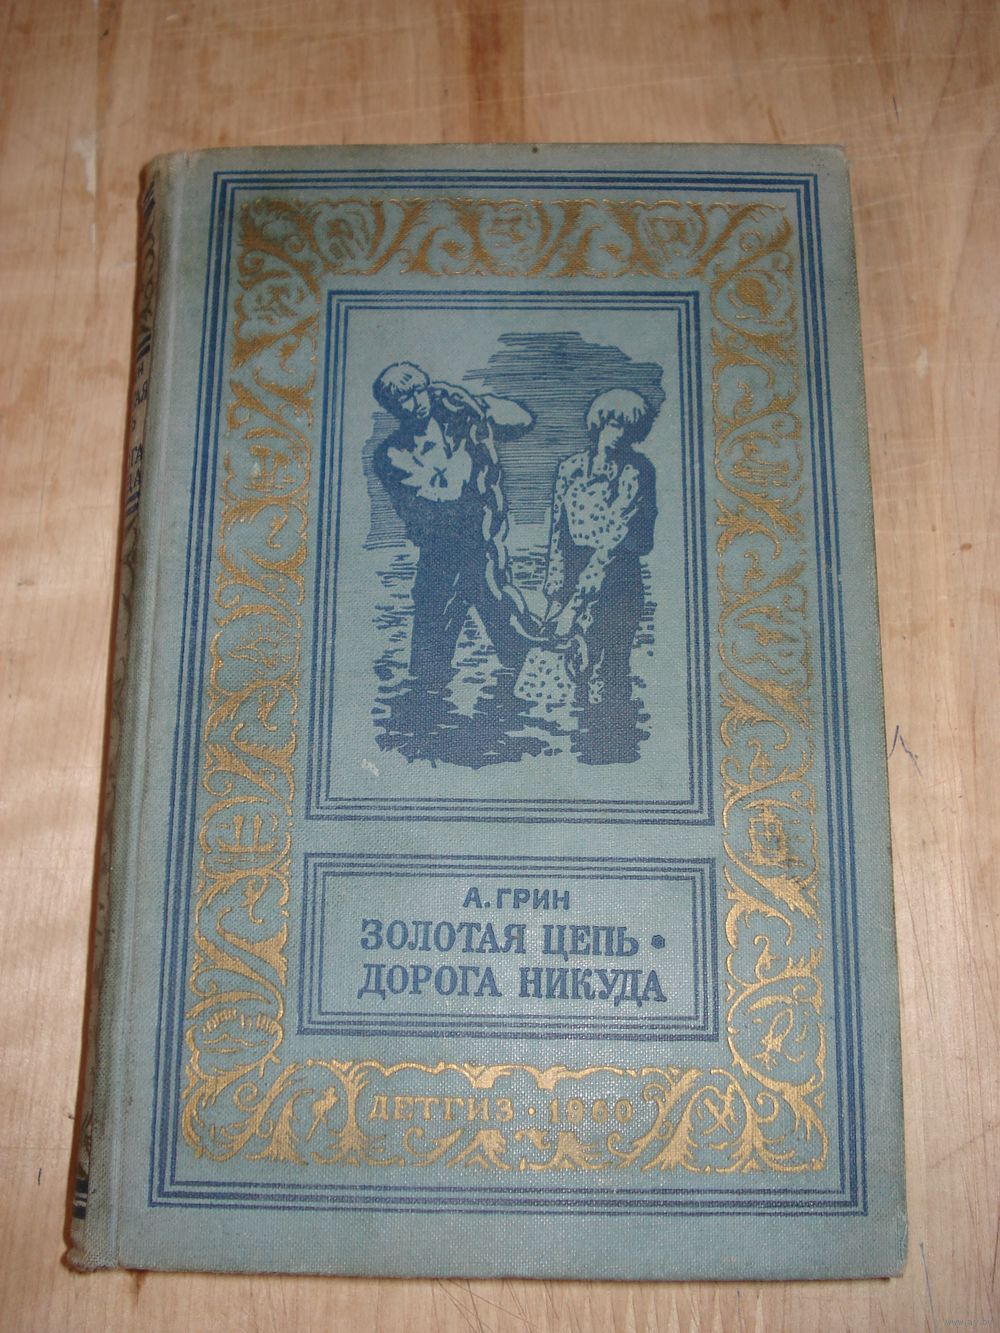 А. ГРИН
ЗОЛОТАЯ ЦЕПЬ •
ДОРОГА НИКУДА
ДЕТГИЗ • 1960